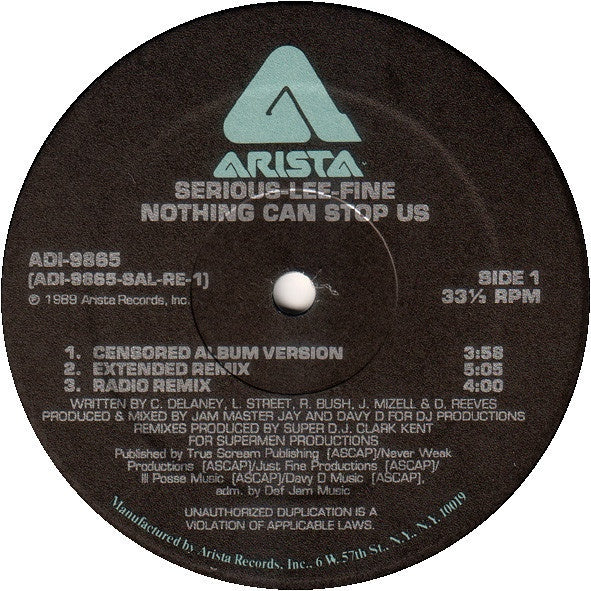 ARISTA
SERIOUS-LEE-FINE
NOTHING CAN STOP US
ADI-9865
(ADI-9865-SAL-RE-1)
℗ 1989 Arista Records, Inc.
SIDE 1
33⅓ RPM
1. CENSORED ALBUM VERSION 3:58
2. EXTENDED REMIX 5:05
3. RADIO REMIX 4:00
WRITTEN BY C. DELANEY, L. STREET, R. BUSH, J. MIZELL & D. REEVES
PRODUCED & MIXED BY JAM MASTER JAY AND DAVY D FOR DJ PRODUCTIONS
REMIXES PRODUCED BY SUPER D.J. CLARK KENT
FOR SUPERMEN PRODUCTIONS
Published by True Scream Publishing (ASCAP)/Never Weak
Productions (ASCAP)/Just Fine Productions (ASCAP)/
Ill Posse Music (ASCAP)/Davy D Music (ASCAP),
adm. by Def Jam Music
UNAUTHORIZED DUPLICATION IS A
VIOLATION OF APPLICABLE LAWS.
Manufactured by Arista Records, Inc., 6 W. 57th St., N.Y., N.Y. 10019